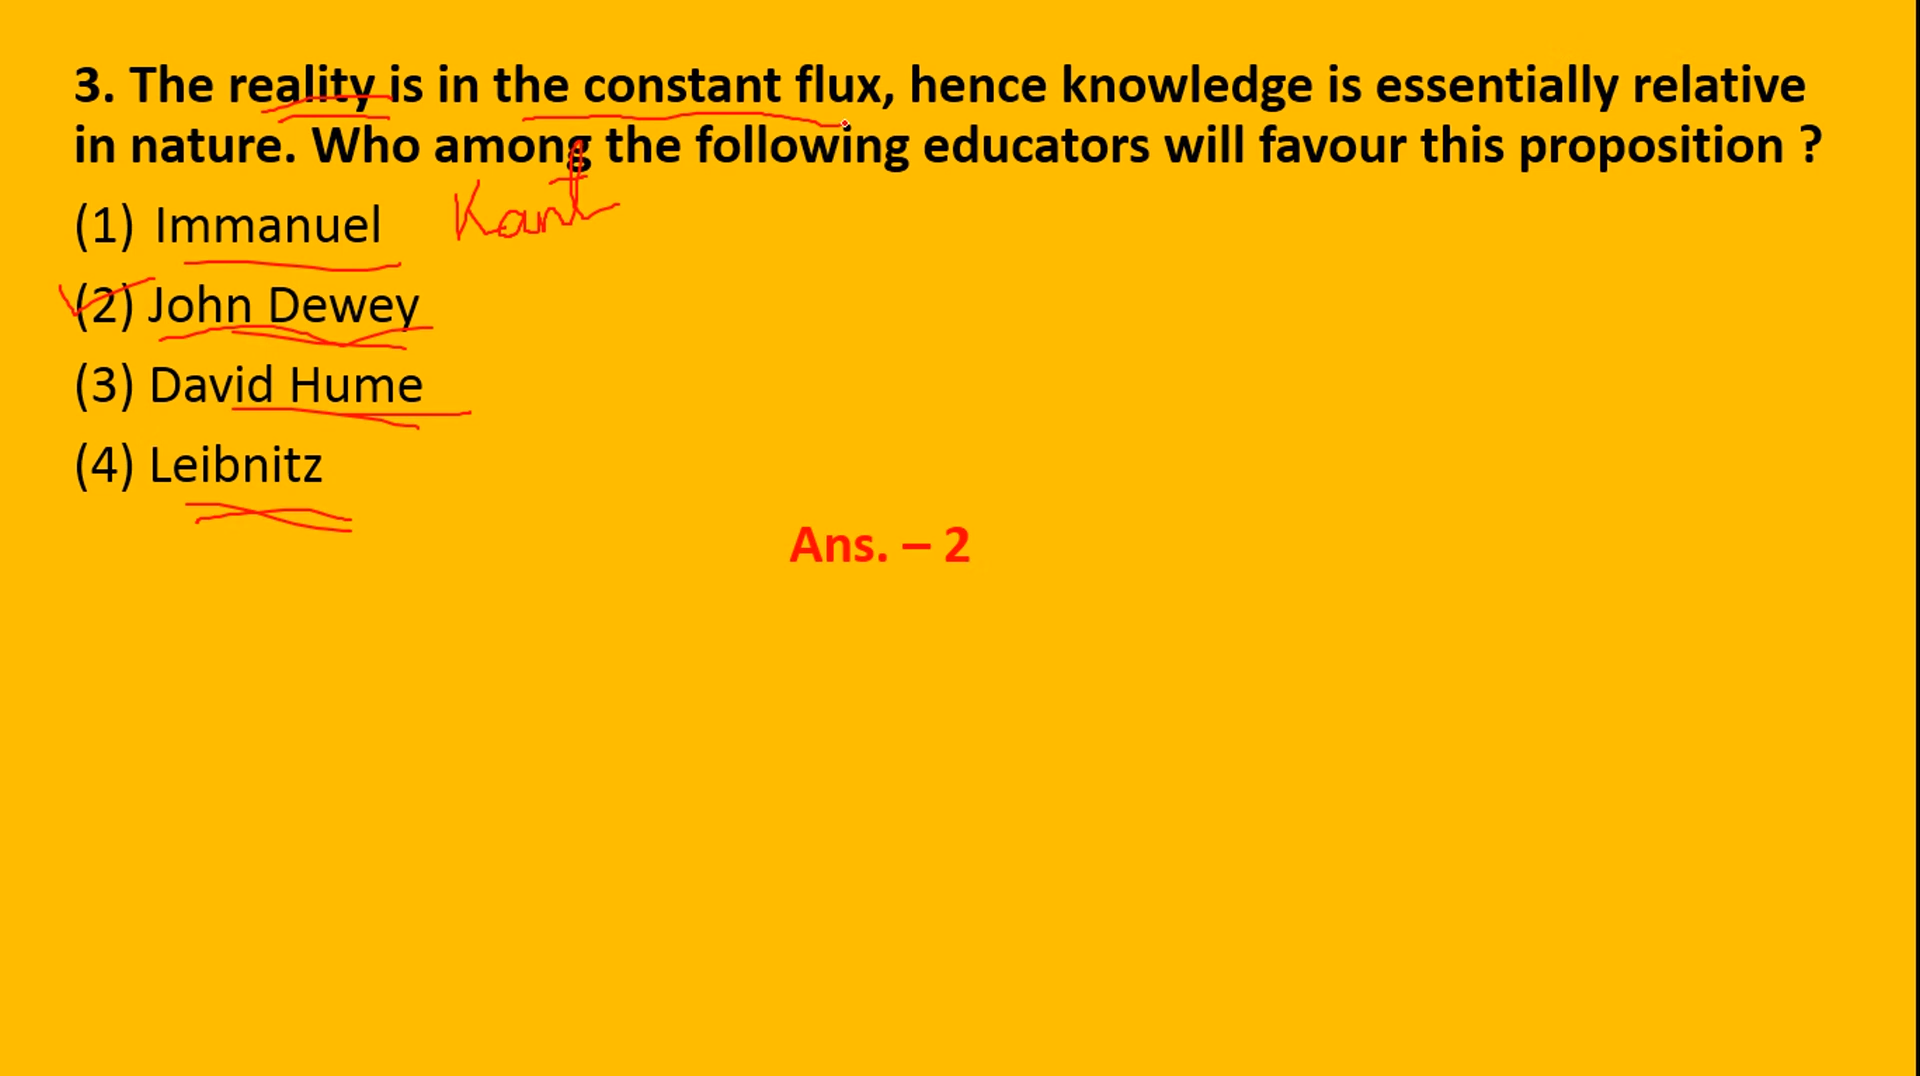 3. The reality is in the constant flux, hence knowledge is essentially relative
in nature. Who among the following educators will favour this proposition ?
(1) Immanuel Kant
(2) John Dewey
(3) David Hume
(4) Leibnitz
Ans. – 2